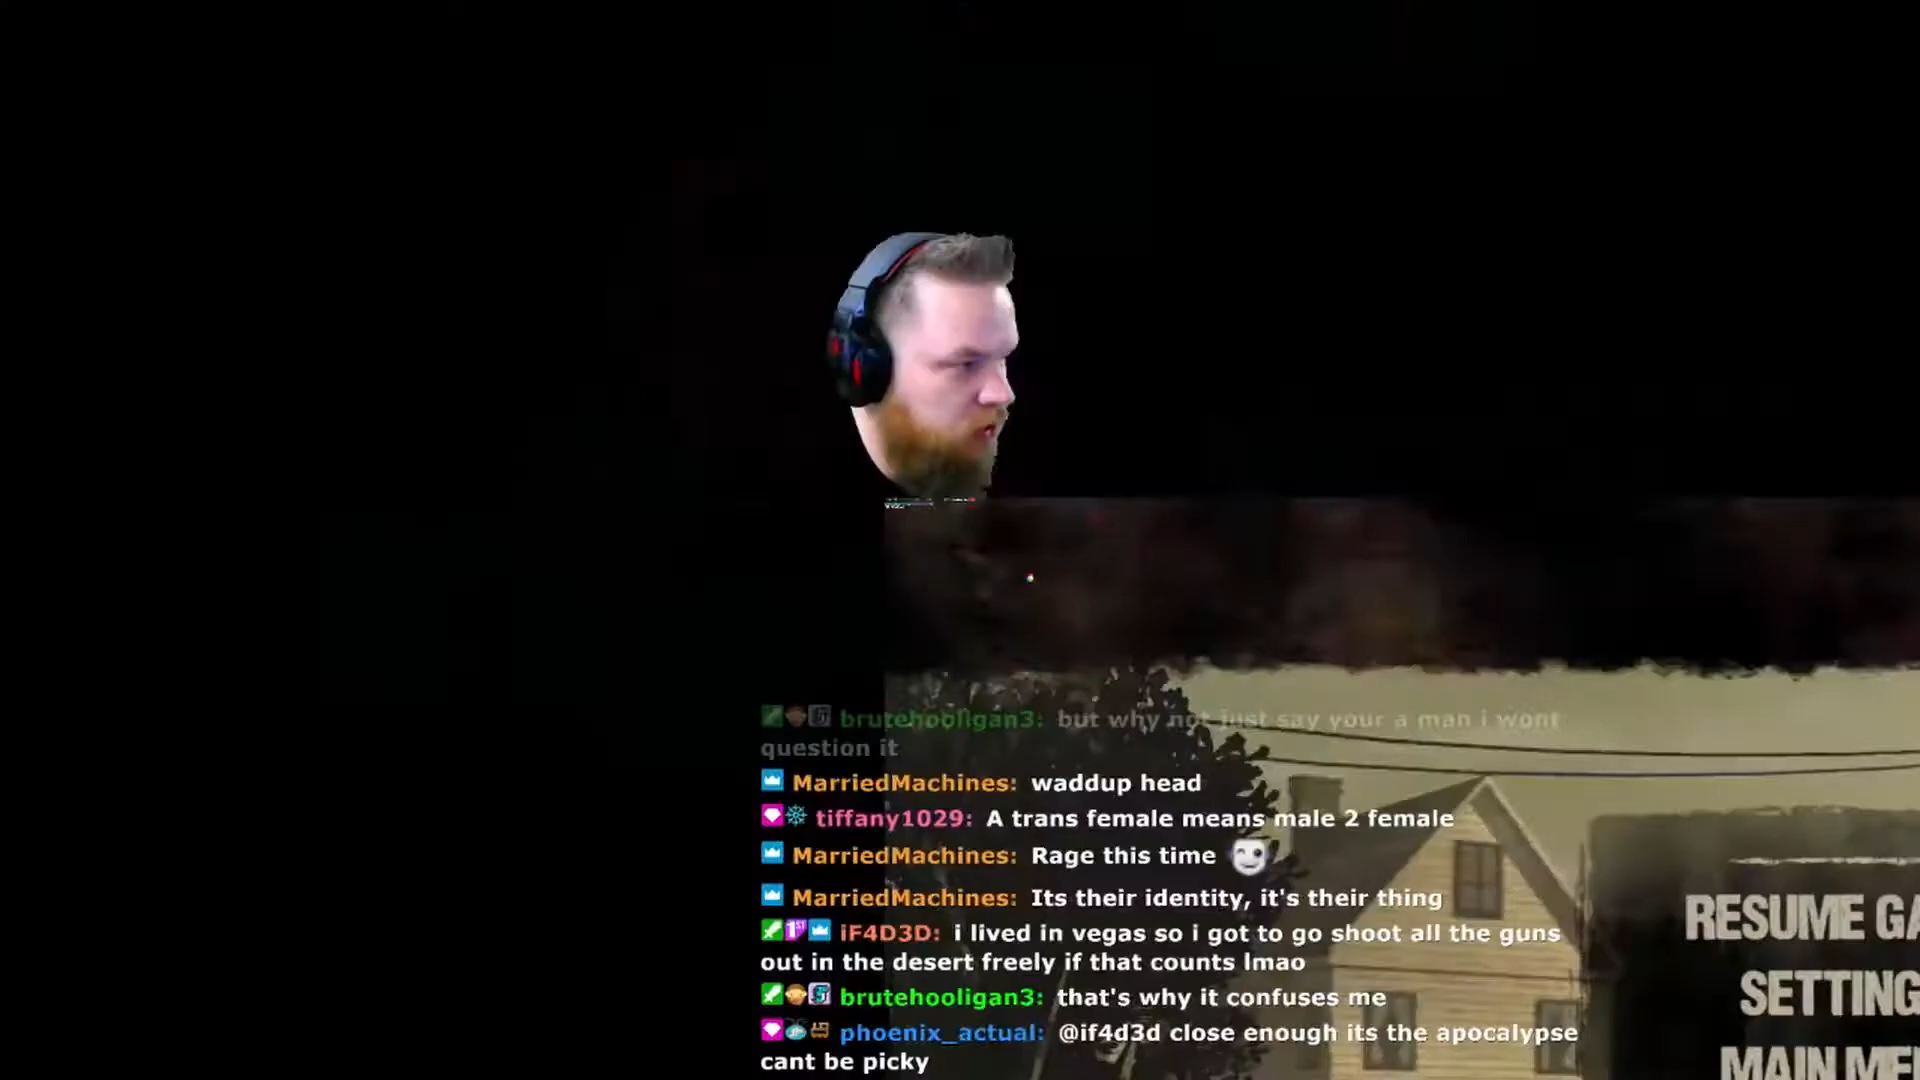 brutehooligan3: but why not just say your a man i wont
question it
MarriedMachines: waddup head
tiffany1029: A trans female means male 2 female
MarriedMachines: Rage this time
MarriedMachines: Its their identity, it's their thing
iF4D3D: i lived in vegas so i got to go shoot all the guns
out in the desert freely if that counts lmao
brutehooligan3: that's why it confuses me
phoenix_actual: @if4d3d close enough its the apocalypse
cant be picky
RESUME GA
SETTING
MAIN ME